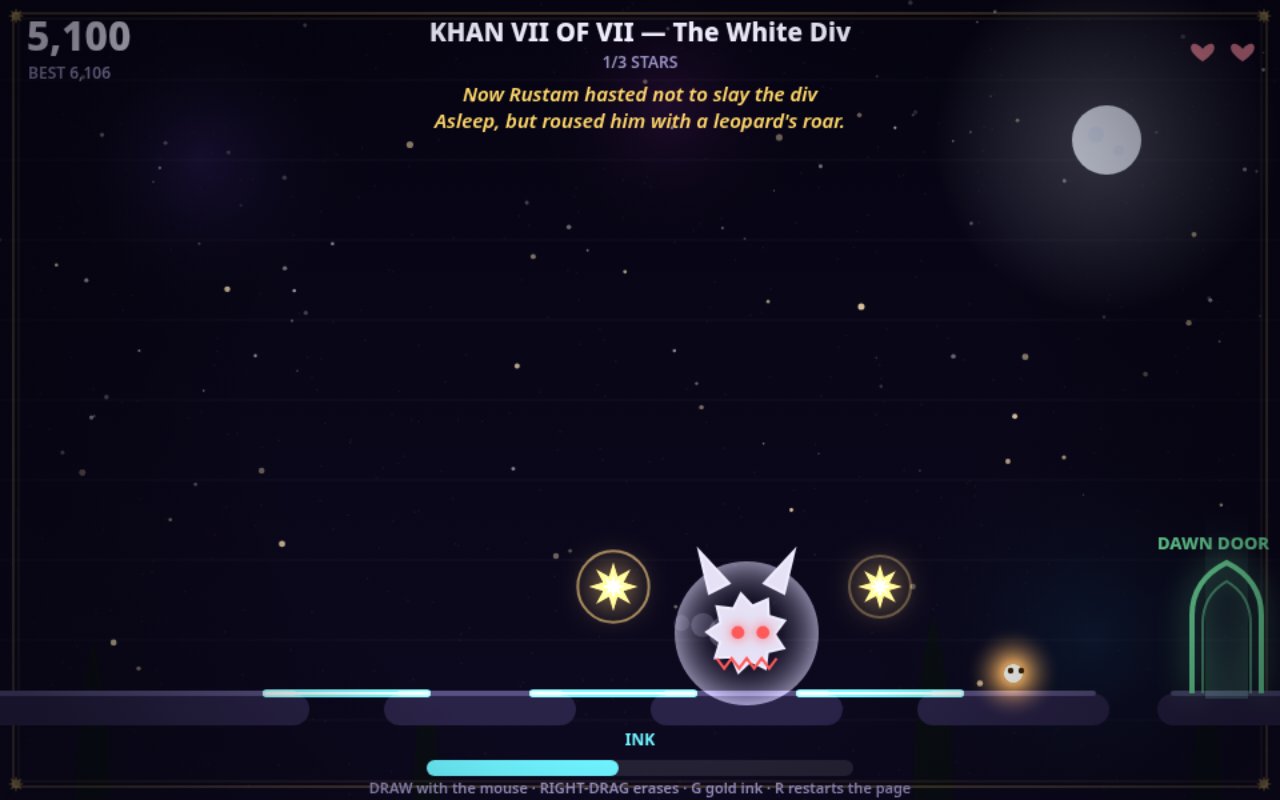 5,100
BEST 6,106
KHAN VII OF VII — The White Div
1/3 STARS
Now Rustam hasted not to slay the div
Asleep, but roused him with a leopard's roar.
DAWN DOOR
INK
DRAW with the mouse · RIGHT-DRAG erases · G gold ink · R restarts the page